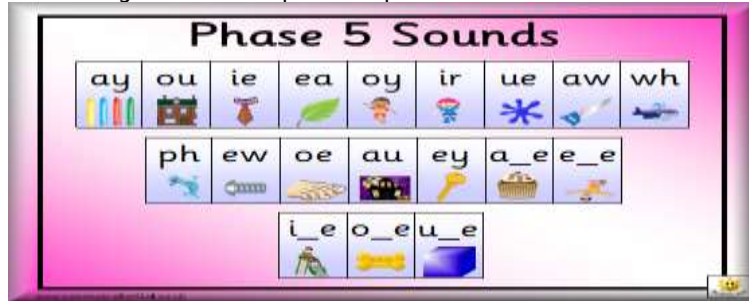 Phase 5 Sounds
ay ou ie ea oy ir ue aw wh
ph ew oe au ey a_e e_e
i_e o_e u_e